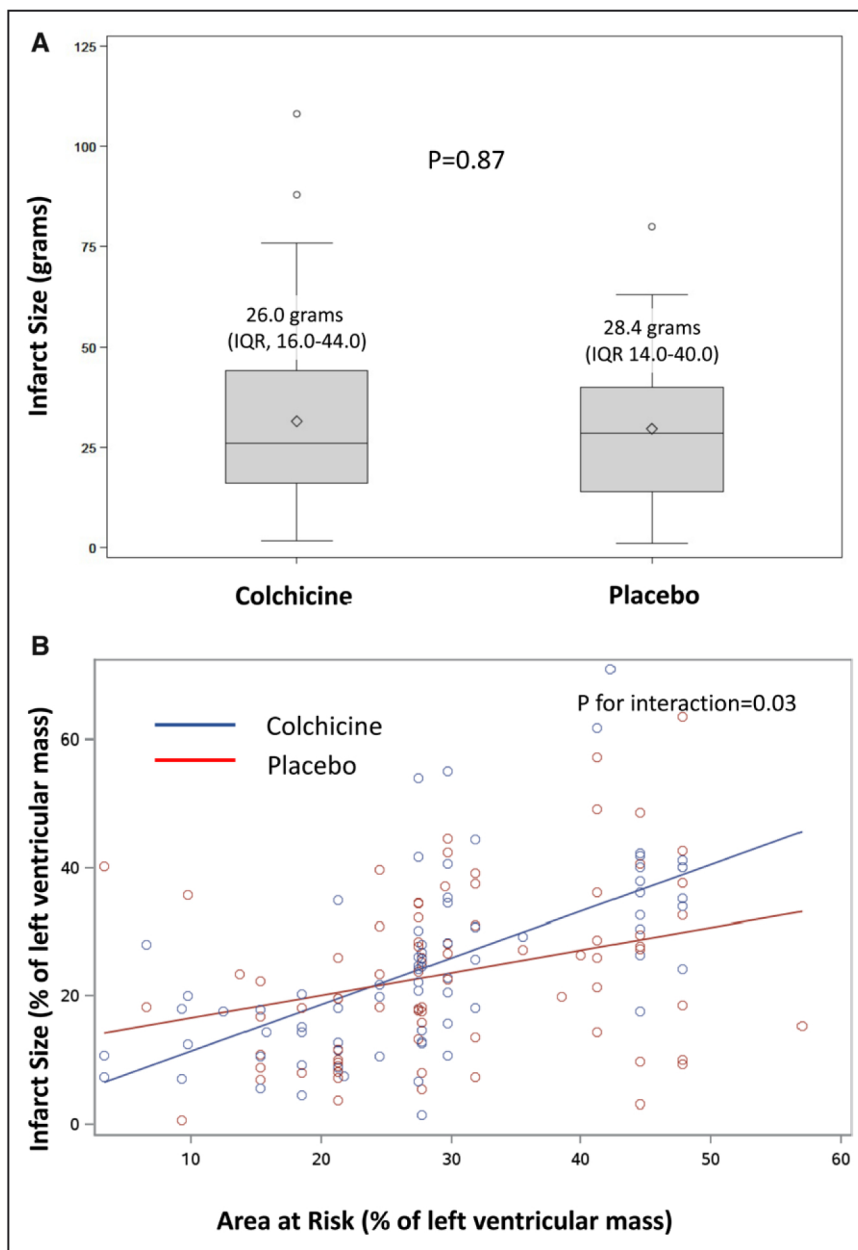 A
125
100
75
50
25
0
Infarct Size (grams)
P=0.87
26.0 grams
(IQR, 16.0-44.0)
28.4 grams
(IQR 14.0-40.0)
Colchicine
Placebo
B
Colchicine
Placebo
P for interaction=0.03
60
40
20
0
Infarct Size (% of left ventricular mass)
10
20
30
40
50
60
Area at Risk (% of left ventricular mass)